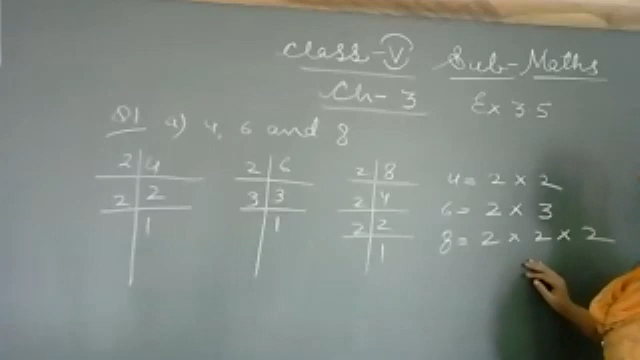 Class-V Sub-Maths
Ch-3 Ex 3.5
Q1 a) 4, 6 and 8
2 | 4
2 | 2
1
2 | 6
3 | 3
1
2 | 8
2 | 4
2 | 2
1
4 = 2 × 2
6 = 2 × 3
8 = 2 × 2 × 2